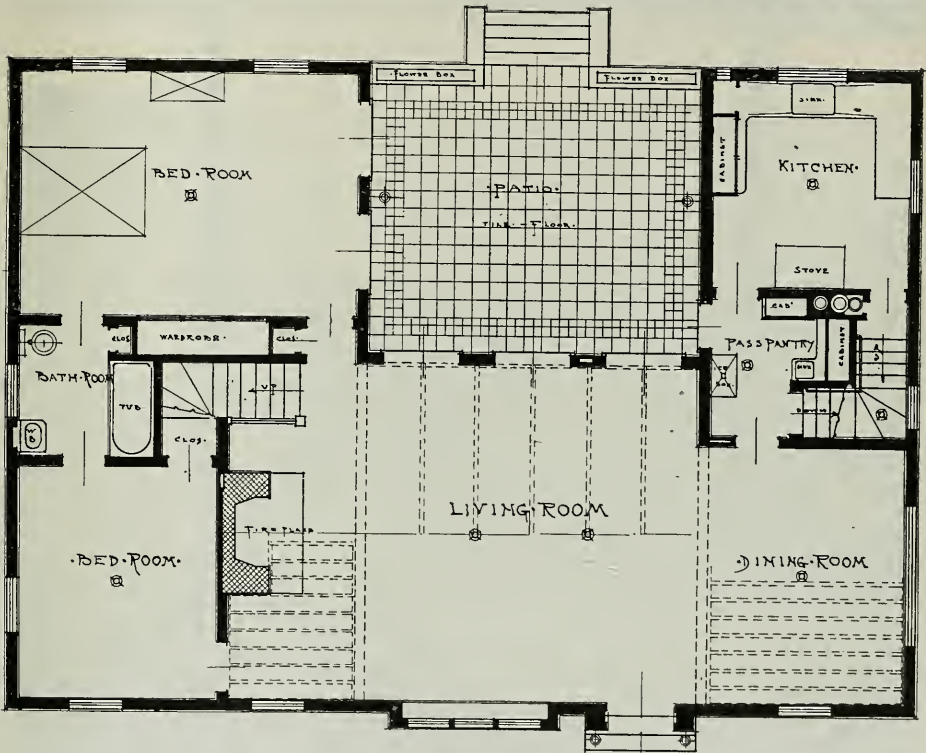 FLOWER BOX
FLOWER BOX
SINK
CABINET
BED·ROOM
·PATIO·
TILE·-FLOOR·
KITCHEN·
STOVE
CAB'
CLOS
WARDROBE·
CLOS·
PASS PANTRY
CABINET
BATH·ROOM
TUB
UP
CLOS·
DOWN
LIVING·ROOM
FIRE PLACE
·BED·ROOM·
·DINING·ROOM